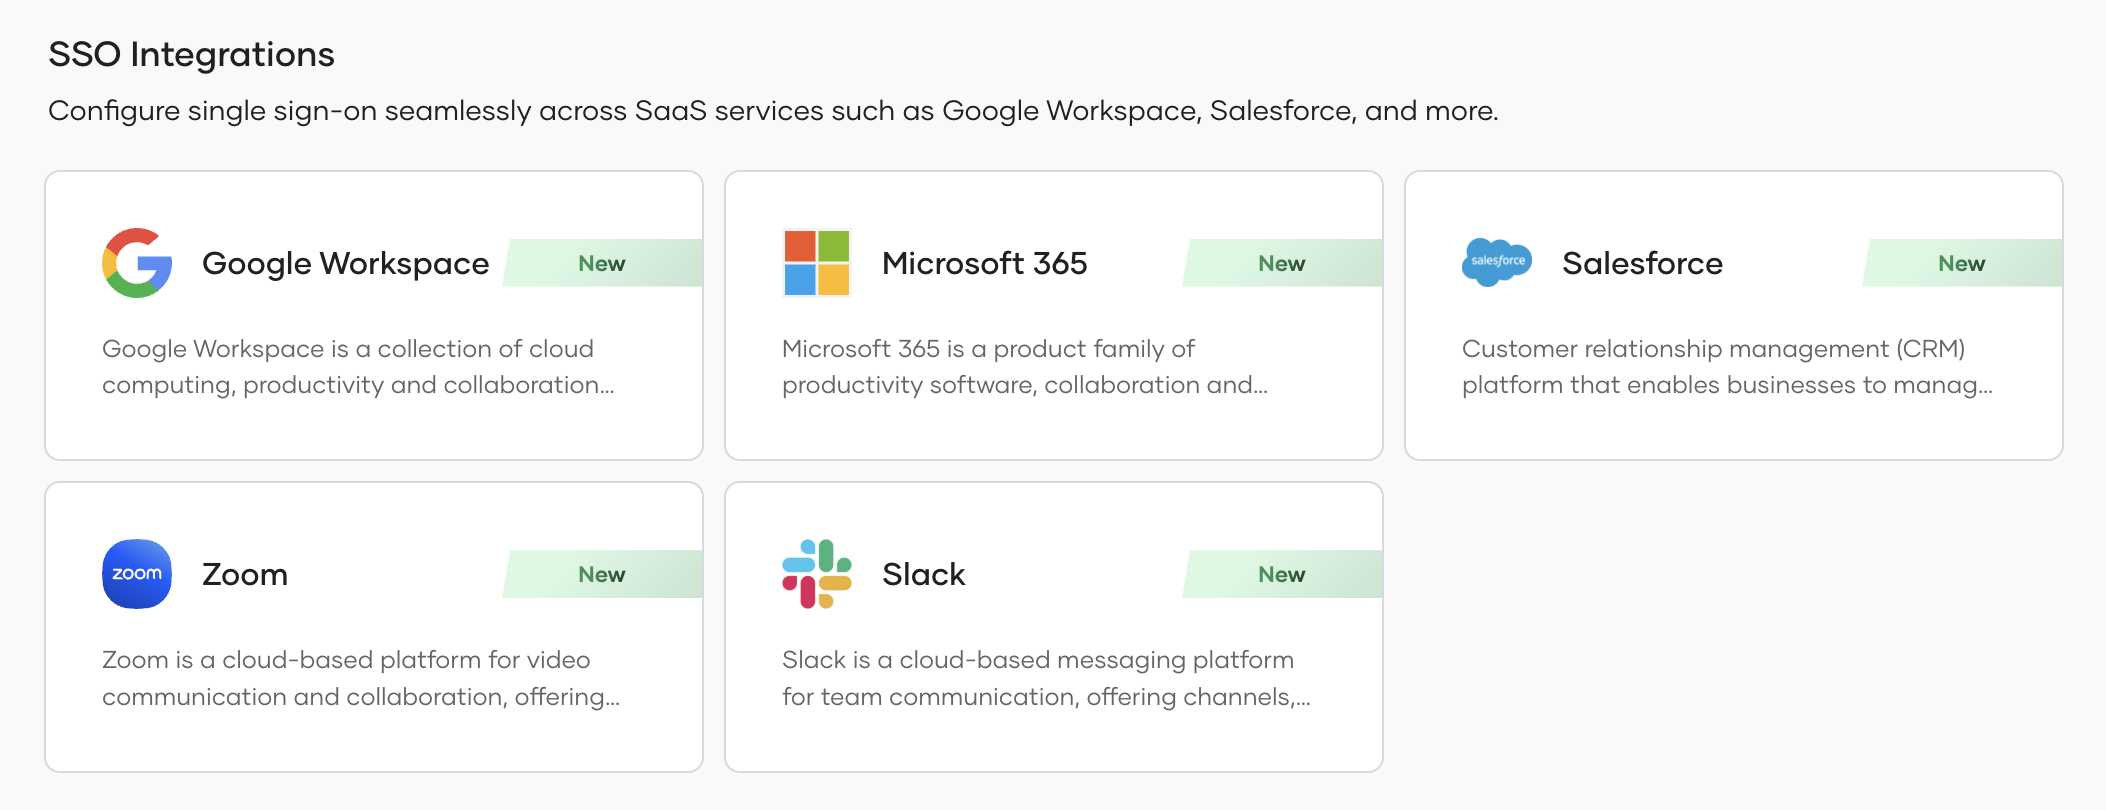 SSO Integrations
Configure single sign-on seamlessly across SaaS services such as Google Workspace, Salesforce, and more.
Google Workspace
New
Google Workspace is a collection of cloud
computing, productivity and collaboration...
Microsoft 365
New
Microsoft 365 is a product family of
productivity software, collaboration and...
salesforce
Salesforce
New
Customer relationship management (CRM)
platform that enables businesses to manag...
zoom
Zoom
New
Zoom is a cloud-based platform for video
communication and collaboration, offering...
Slack
New
Slack is a cloud-based messaging platform
for team communication, offering channels,...